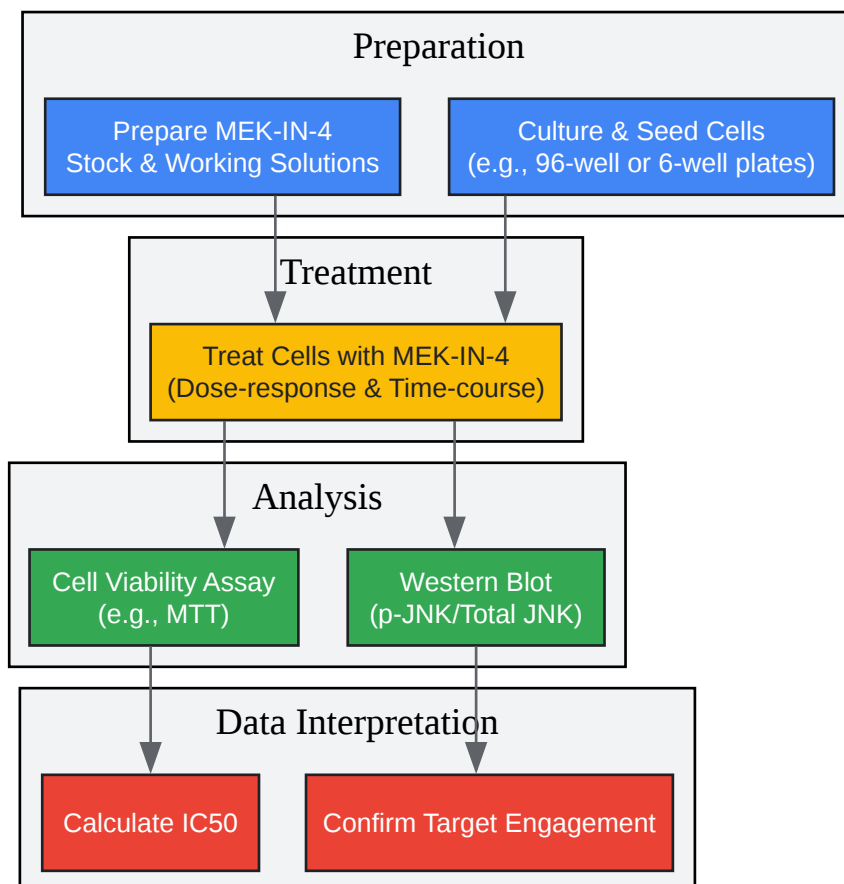 Preparation
Prepare MEK-IN-4
Stock & Working Solutions
Culture & Seed Cells
(e.g., 96-well or 6-well plates)
Treatment
Treat Cells with MEK-IN-4
(Dose-response & Time-course)
Analysis
Cell Viability Assay
(e.g., MTT)
Western Blot
(p-JNK/Total JNK)
Data Interpretation
Calculate IC50
Confirm Target Engagement